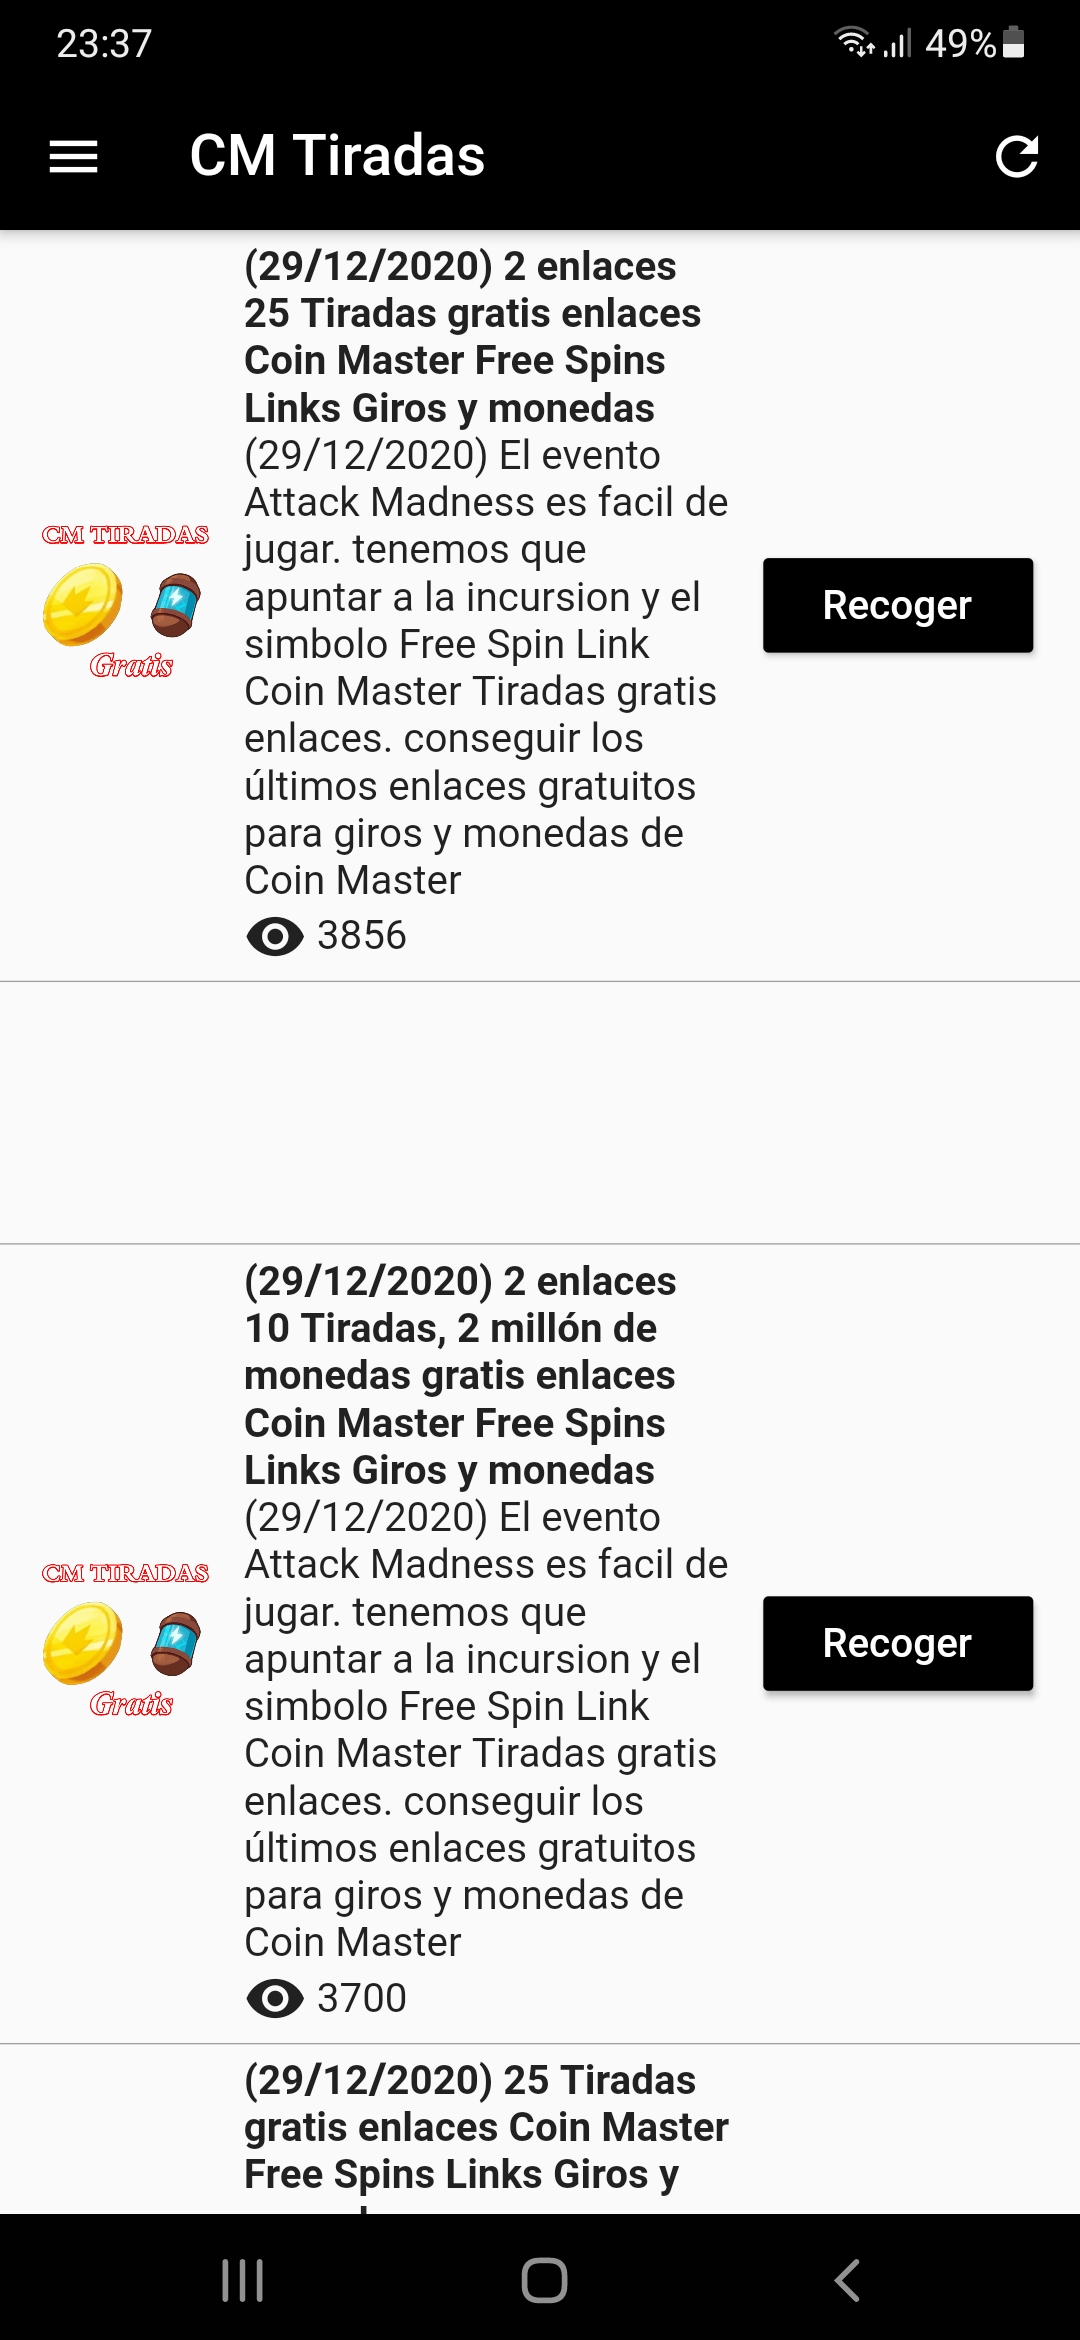 23:37
49%
CM Tiradas
(29/12/2020) 2 enlaces
25 Tiradas gratis enlaces
Coin Master Free Spins
Links Giros y monedas
(29/12/2020) El evento
Attack Madness es facil de
jugar. tenemos que
apuntar a la incursion y el
simbolo Free Spin Link
Coin Master Tiradas gratis
enlaces. conseguir los
últimos enlaces gratuitos
para giros y monedas de
Coin Master
3856
CM TIRADAS
Gratis
Recoger
(29/12/2020) 2 enlaces
10 Tiradas, 2 millón de
monedas gratis enlaces
Coin Master Free Spins
Links Giros y monedas
(29/12/2020) El evento
Attack Madness es facil de
jugar. tenemos que
apuntar a la incursion y el
simbolo Free Spin Link
Coin Master Tiradas gratis
enlaces. conseguir los
últimos enlaces gratuitos
para giros y monedas de
Coin Master
3700
CM TIRADAS
Gratis
Recoger
(29/12/2020) 25 Tiradas
gratis enlaces Coin Master
Free Spins Links Giros y